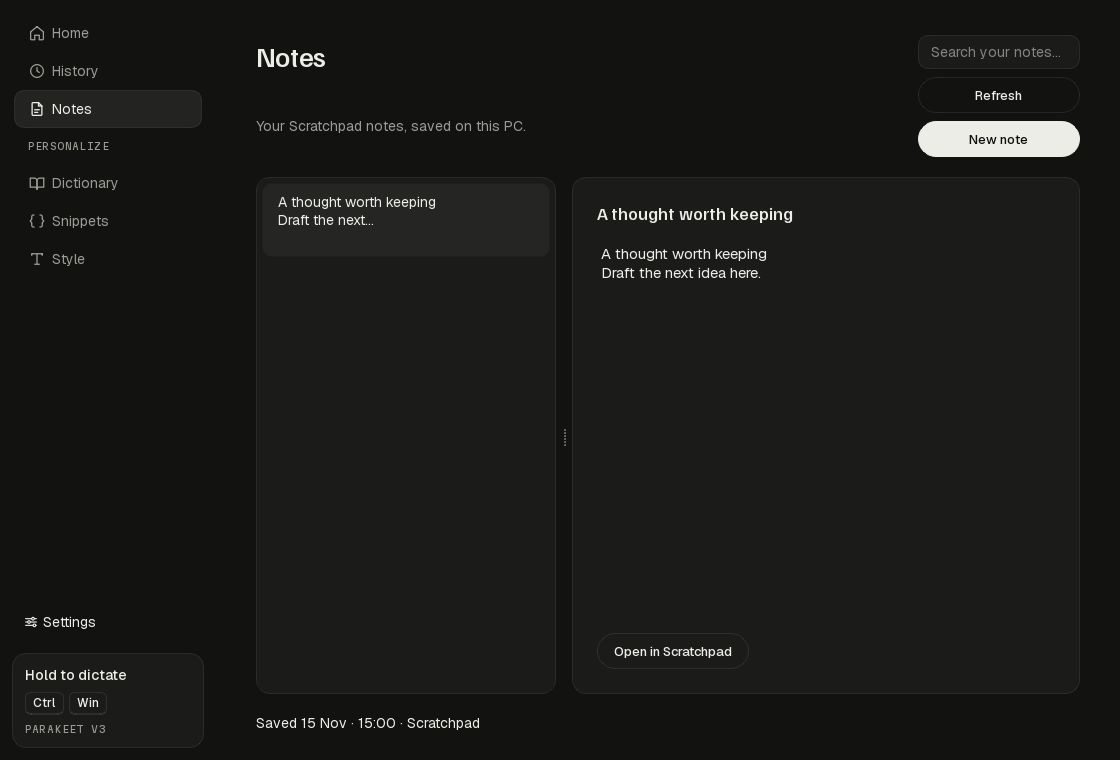 Home
History
Notes
PERSONALIZE
Dictionary
Snippets
Style
Settings
Hold to dictate
Ctrl Win
PARAKEET V3
Notes
Your Scratchpad notes, saved on this PC.
Search your notes...
Refresh
New note
A thought worth keeping
Draft the next...
A thought worth keeping
A thought worth keeping
Draft the next idea here.
Open in Scratchpad
Saved 15 Nov · 15:00 · Scratchpad